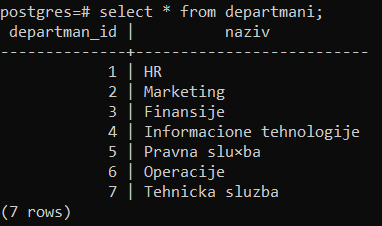 postgres=# select * from departmani;
 departman_id |          naziv
--------------+--------------------------
            1 | HR
            2 | Marketing
            3 | Finansije
            4 | Informacione tehnologije
            5 | Pravna slu×ba
            6 | Operacije
            7 | Tehnicka sluzba
(7 rows)